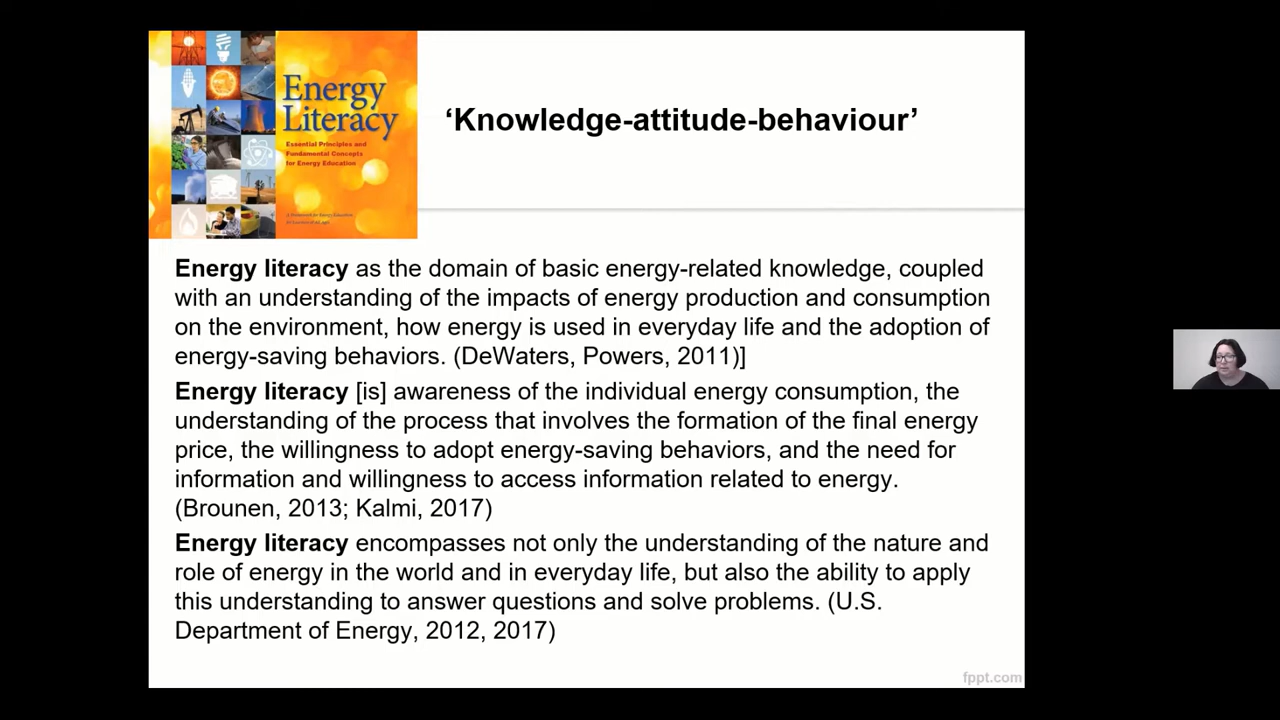 Energy
Literacy
Essential Principles and
Fundamental Concepts
for Energy Education
‘Knowledge-attitude-behaviour’
Energy literacy as the domain of basic energy-related knowledge, coupled
with an understanding of the impacts of energy production and consumption
on the environment, how energy is used in everyday life and the adoption of
energy-saving behaviors. (DeWaters, Powers, 2011)]
Energy literacy [is] awareness of the individual energy consumption, the
understanding of the process that involves the formation of the final energy
price, the willingness to adopt energy-saving behaviors, and the need for
information and willingness to access information related to energy.
(Brounen, 2013; Kalmi, 2017)
Energy literacy encompasses not only the understanding of the nature and
role of energy in the world and in everyday life, but also the ability to apply
this understanding to answer questions and solve problems. (U.S.
Department of Energy, 2012, 2017)
fppt.com